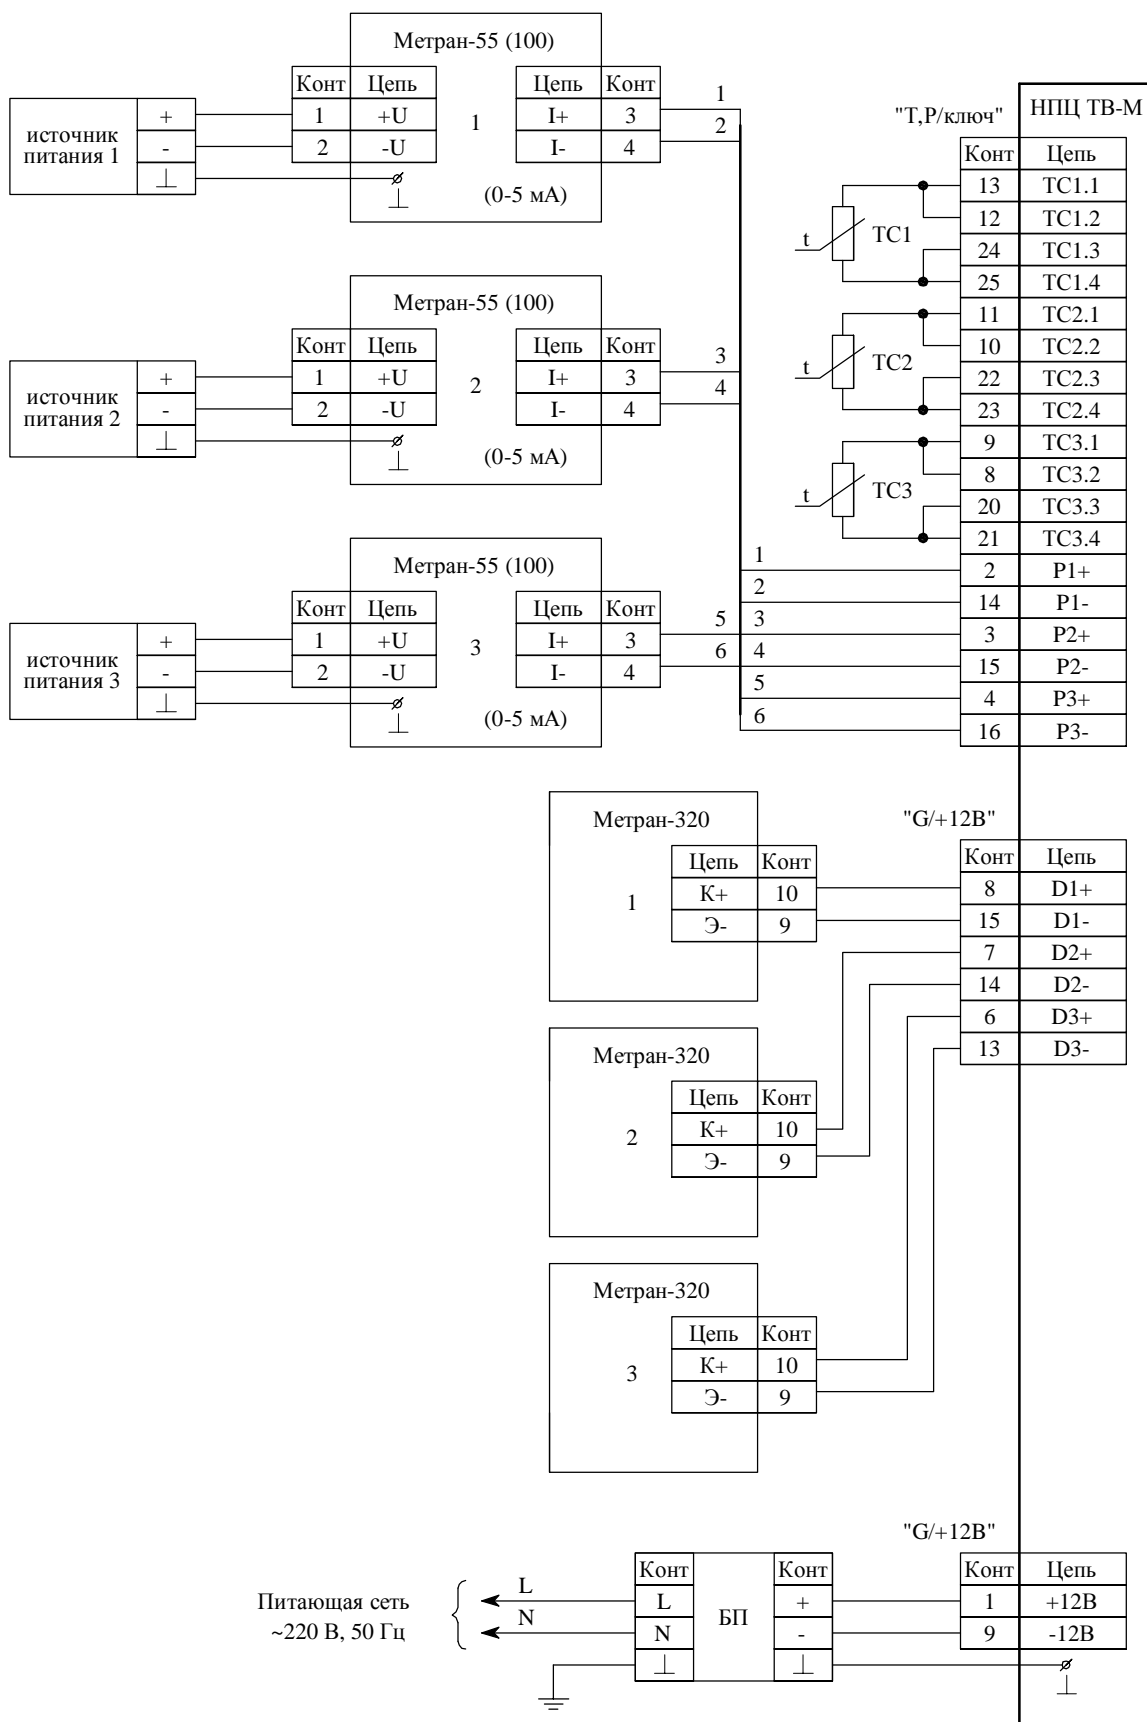 Метран-55 (100)
Конт Цепь Цепь Конт
источник питания 1
+ 1 +U 1 I+ 3 1
- 2 -U I- 4 2
⊥ (0-5 мА)
⊥
"Т,Р/ключ" НПЦ ТВ-М
Конт Цепь
13 ТС1.1
12 ТС1.2
t ТС1
24 ТС1.3
25 ТС1.4
11 ТС2.1
10 ТС2.2
t ТС2
22 ТС2.3
23 ТС2.4
9 ТС3.1
8 ТС3.2
t ТС3
20 ТС3.3
21 ТС3.4
1 2 Р1+
2 14 Р1-
3 3 Р2+
4 15 Р2-
5 4 Р3+
6 16 Р3-
Метран-55 (100)
Конт Цепь Цепь Конт
источник питания 2
+ 1 +U 2 I+ 3 3
- 2 -U I- 4 4
⊥ (0-5 мА)
⊥
Метран-55 (100)
Конт Цепь Цепь Конт
источник питания 3
+ 1 +U 3 I+ 3 5
- 2 -U I- 4 6
⊥ (0-5 мА)
⊥
Метран-320
Цепь Конт
1 К+ 10
Э- 9
"G/+12В"
Конт Цепь
8 D1+
15 D1-
7 D2+
14 D2-
6 D3+
13 D3-
Метран-320
Цепь Конт
2 К+ 10
Э- 9
Метран-320
Цепь Конт
3 К+ 10
Э- 9
"G/+12В"
Конт Конт Конт Цепь
Питающая сеть
~220 В, 50 Гц
L L БП + 1 +12В
N N - 9 -12В
⊥ ⊥ ⊥